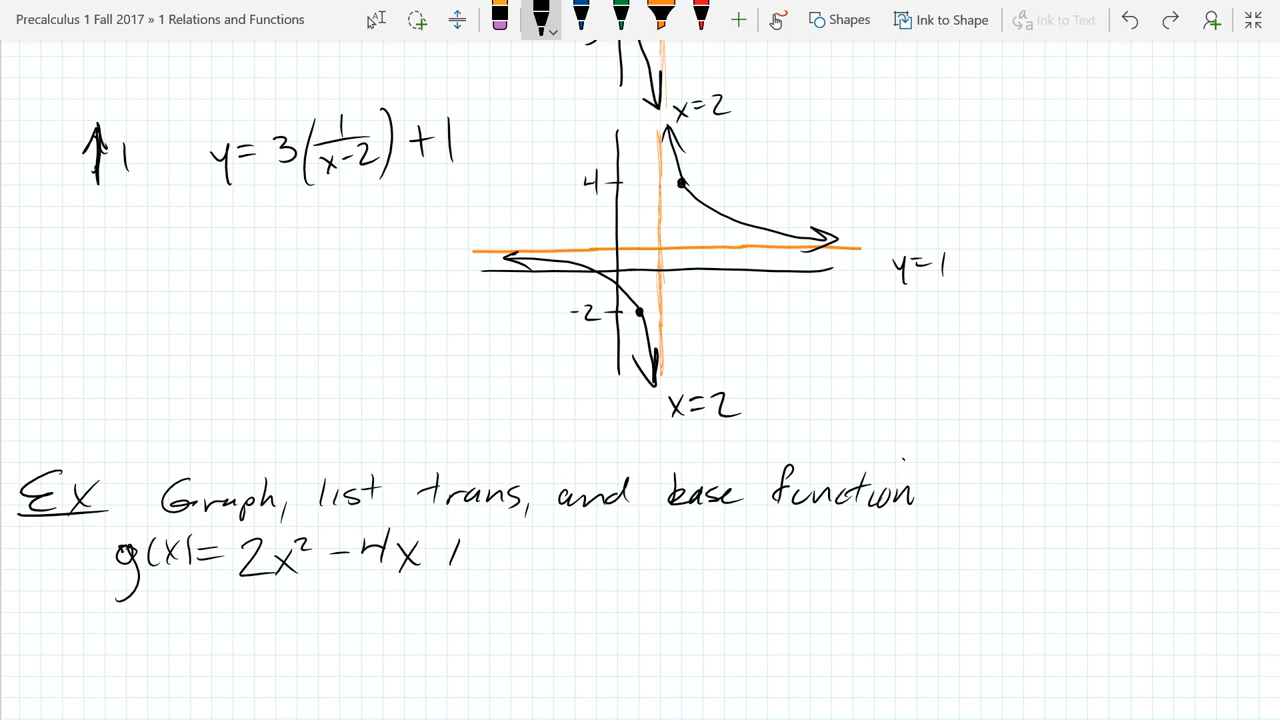 Precalculus 1 Fall 2017 » 1 Relations and Functions
Shapes
Ink to Shape
Ink to Text
x=2
↑1 y = 3(1/(x-2)) + 1
4
y=1
-2
x=2
Ex Graph, list trans, and base function
g(x) = 2x² - 4x